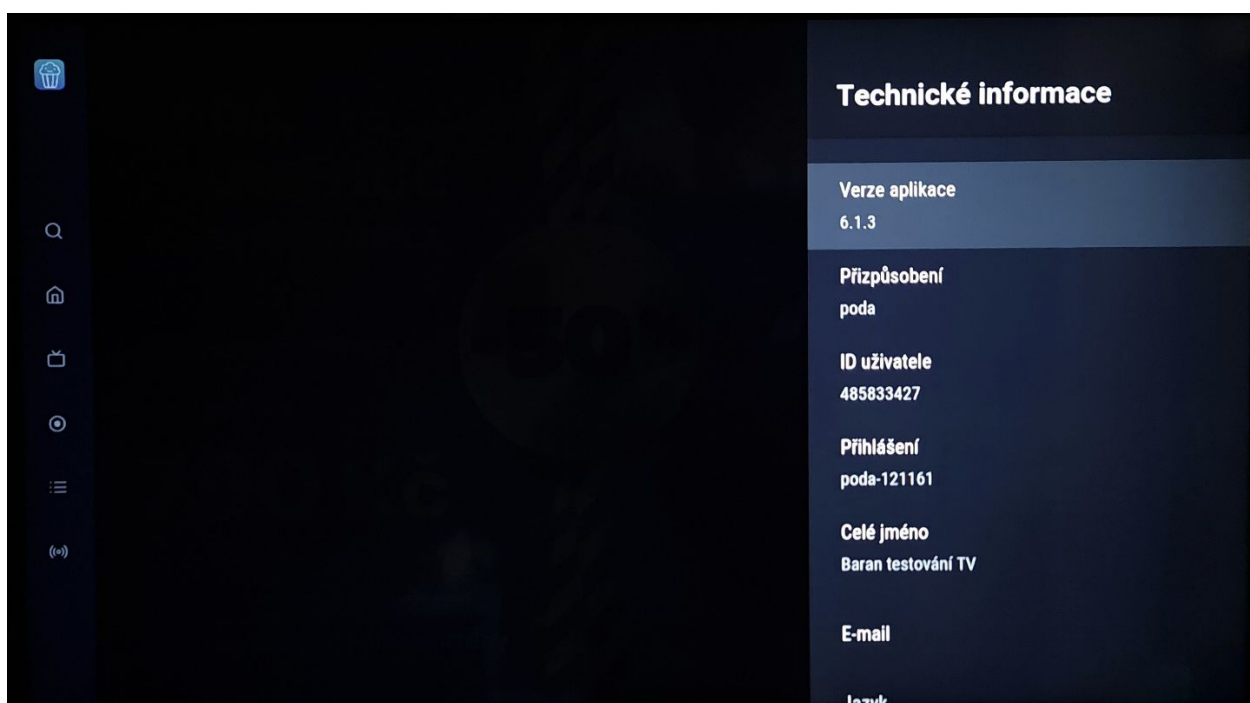 Technické informace
Verze aplikace
6.1.3
Přizpůsobení
poda
ID uživatele
485833427
Přihlášení
poda-121161
Celé jméno
Baran testování TV
E-mail
Jazyk